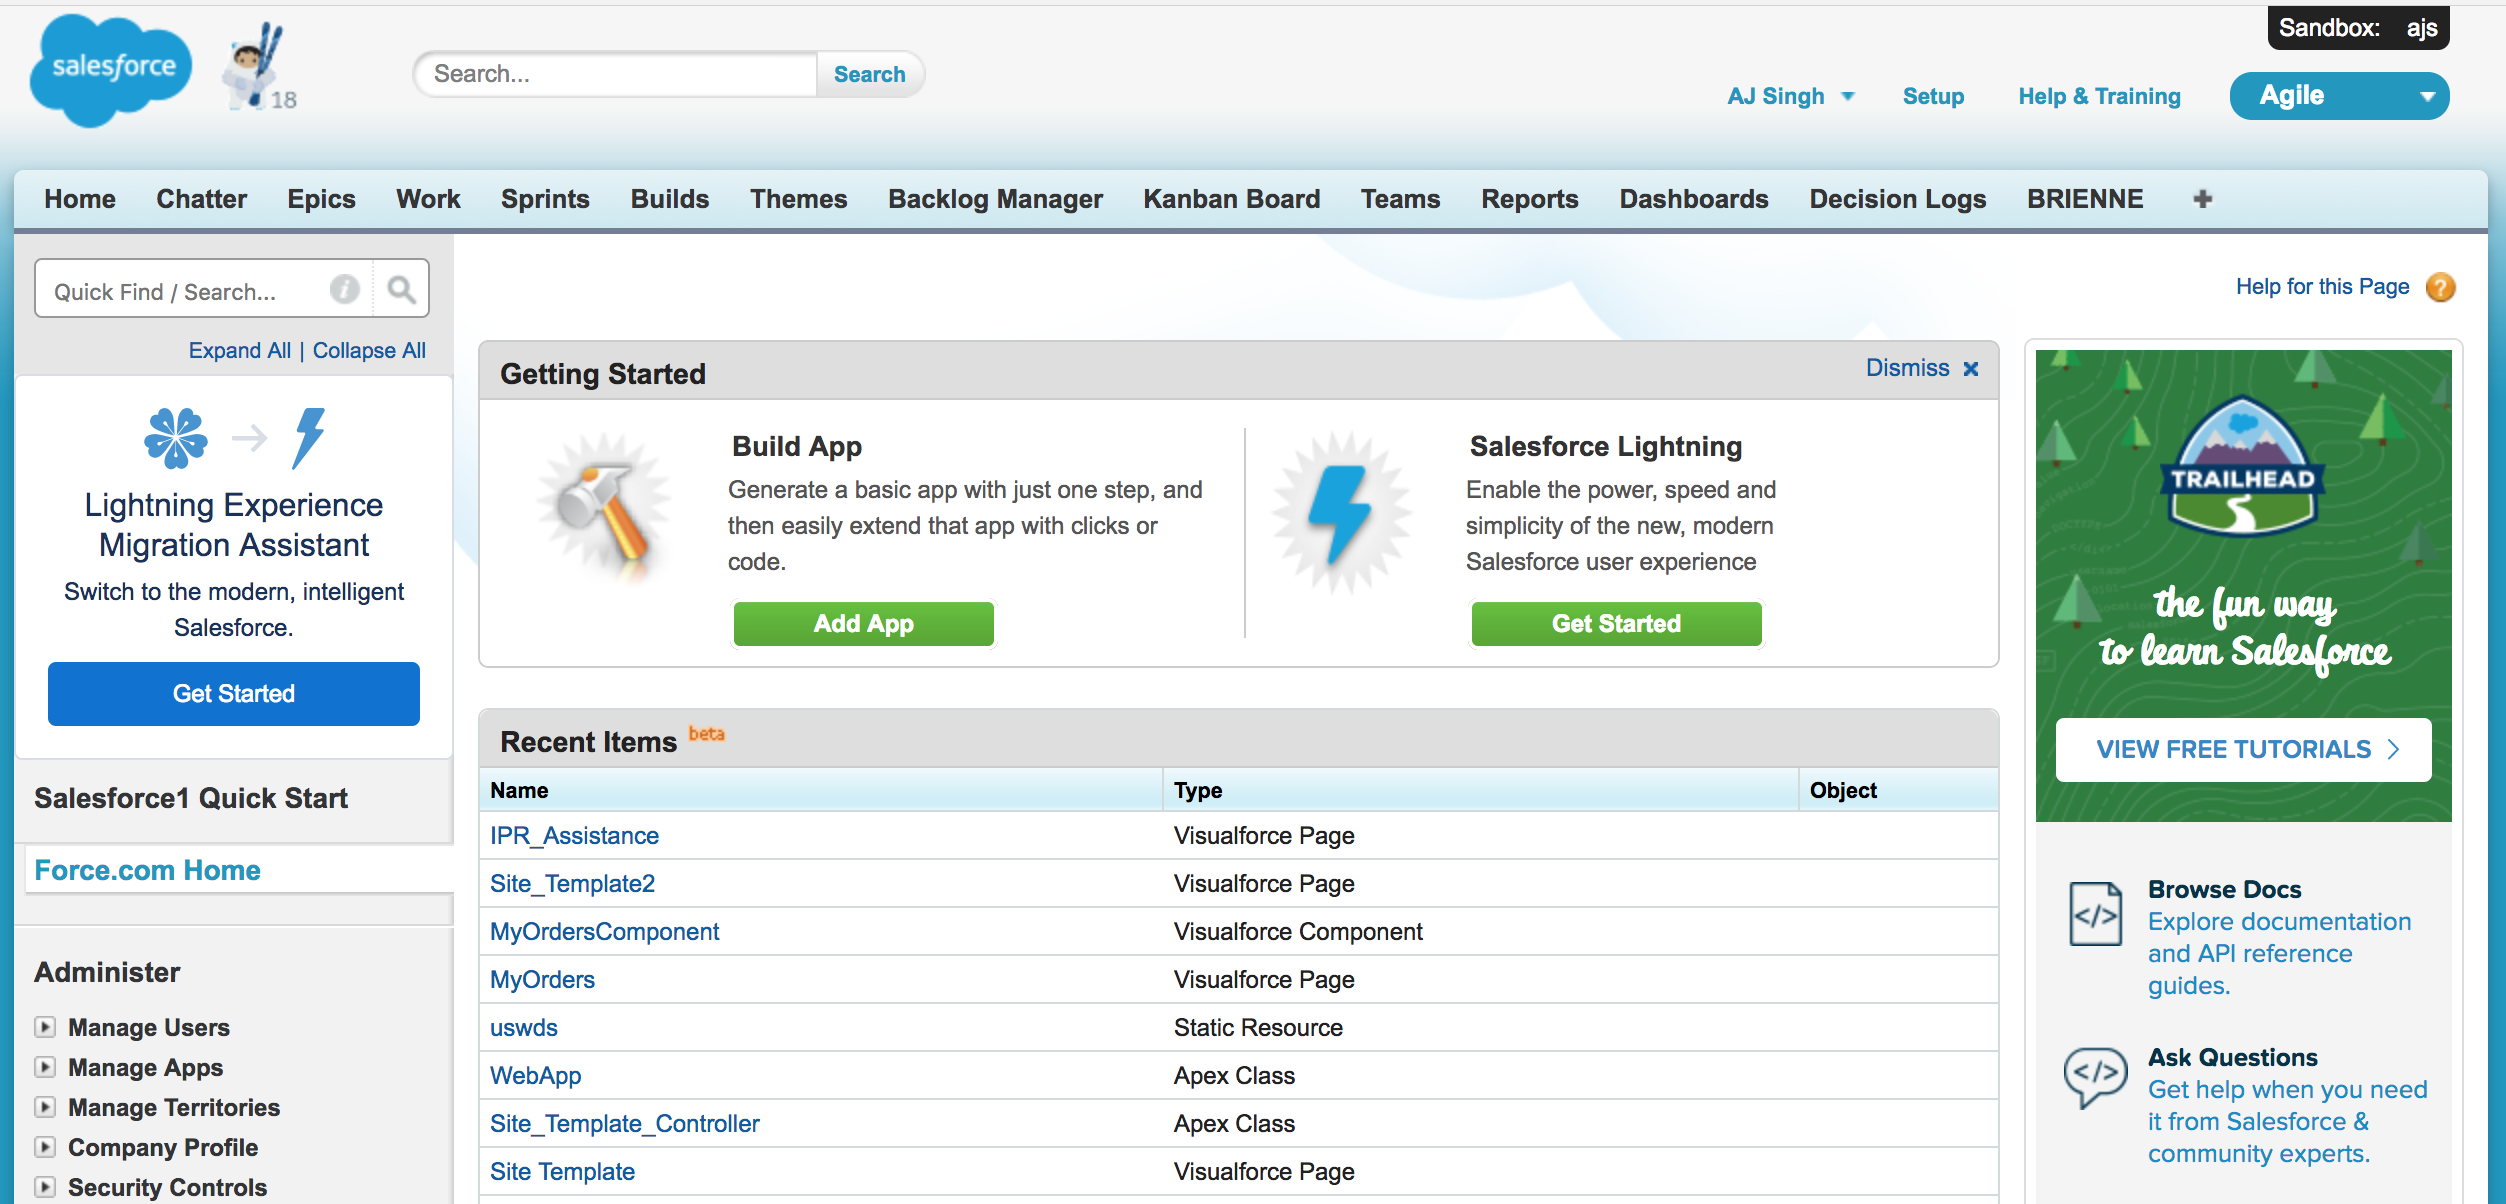 Sandbox: ajs
salesforce
18
Search...
Search
AJ Singh
Setup
Help & Training
Agile
Home Chatter Epics Work Sprints Builds Themes Backlog Manager Kanban Board Teams Reports Dashboards Decision Logs BRIENNE
Quick Find / Search...
Expand All | Collapse All
Lightning Experience
Migration Assistant
Switch to the modern, intelligent
Salesforce.
Get Started
Salesforce1 Quick Start
Force.com Home
Administer
Manage Users
Manage Apps
Manage Territories
Company Profile
Security Controls
Help for this Page ?
Getting Started
Dismiss
Build App
Generate a basic app with just one step, and
then easily extend that app with clicks or
code.
Add App
Salesforce Lightning
Enable the power, speed and
simplicity of the new, modern
Salesforce user experience
Get Started
Recent Items beta
Name Type Object
IPR_Assistance Visualforce Page
Site_Template2 Visualforce Page
MyOrdersComponent Visualforce Component
MyOrders Visualforce Page
uswds Static Resource
WebApp Apex Class
Site_Template_Controller Apex Class
Site Template Visualforce Page
TRAILHEAD
the fun way
to learn Salesforce
VIEW FREE TUTORIALS
</>
Browse Docs
Explore documentation
and API reference
guides.
</>
Ask Questions
Get help when you need
it from Salesforce &
community experts.